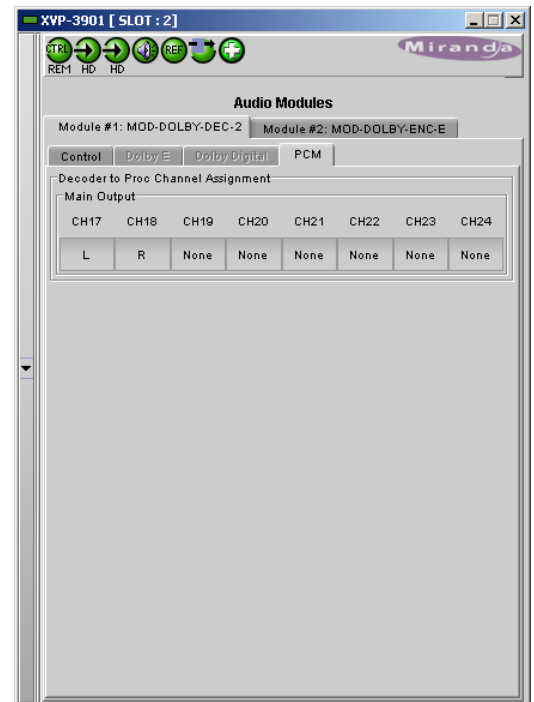 XVP-3901 [ SLOT : 2]
CTRL REF Miranda
REM HD HD
Audio Modules
Module #1: MOD-DOLBY-DEC-2 Module #2: MOD-DOLBY-ENC-E
Control Dolby E Dolby Digital PCM
Decoder to Proc Channel Assignment
Main Output
CH17 CH18 CH19 CH20 CH21 CH22 CH23 CH24
L R None None None None None None